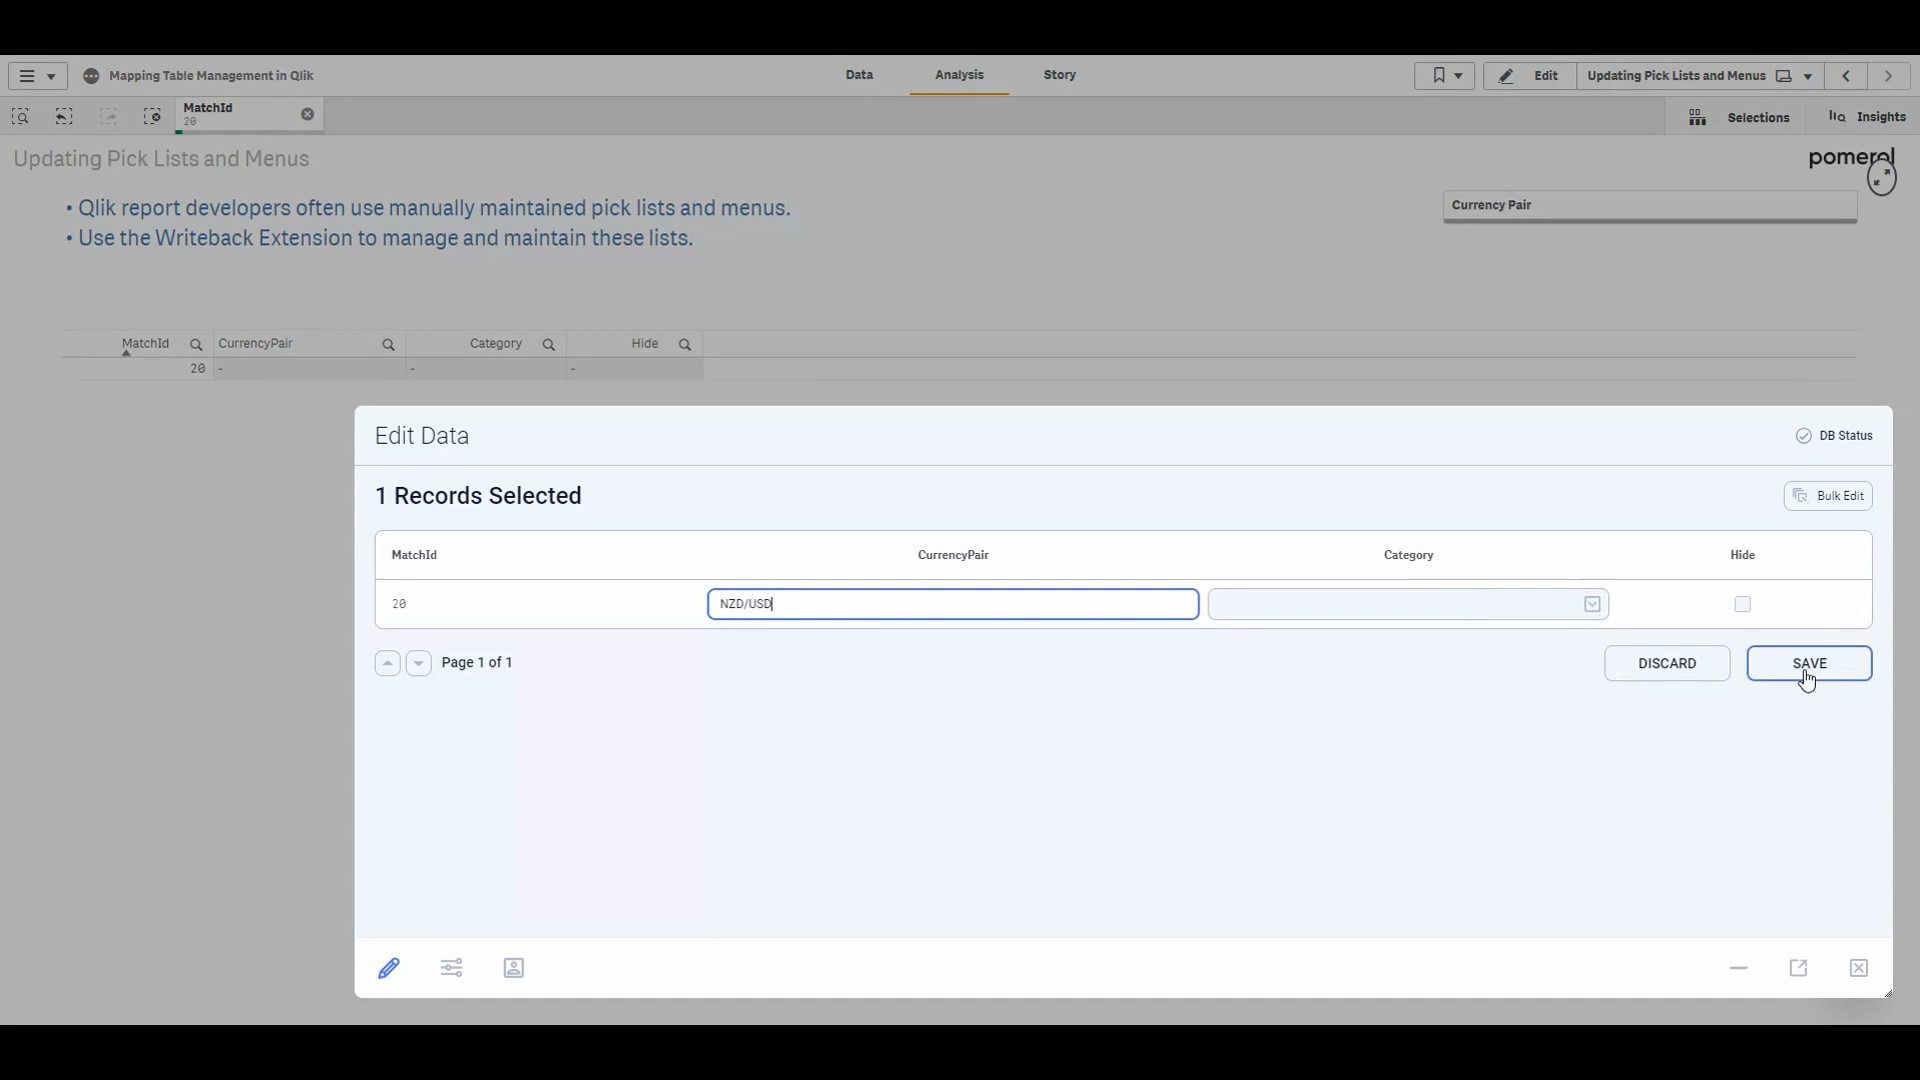 Mapping Table Management in Qlik
Data
Analysis
Story
Edit
Updating Pick Lists and Menus
MatchId
20
Selections
Insights
Updating Pick Lists and Menus
pomerol
• Qlik report developers often use manually maintained pick lists and menus.
• Use the Writeback Extension to manage and maintain these lists.
Currency Pair
MatchId CurrencyPair Category Hide
20 - - -
Edit Data
DB Status
1 Records Selected
Bulk Edit
MatchId CurrencyPair Category Hide
20 NZD/USD
Page 1 of 1
DISCARD
SAVE